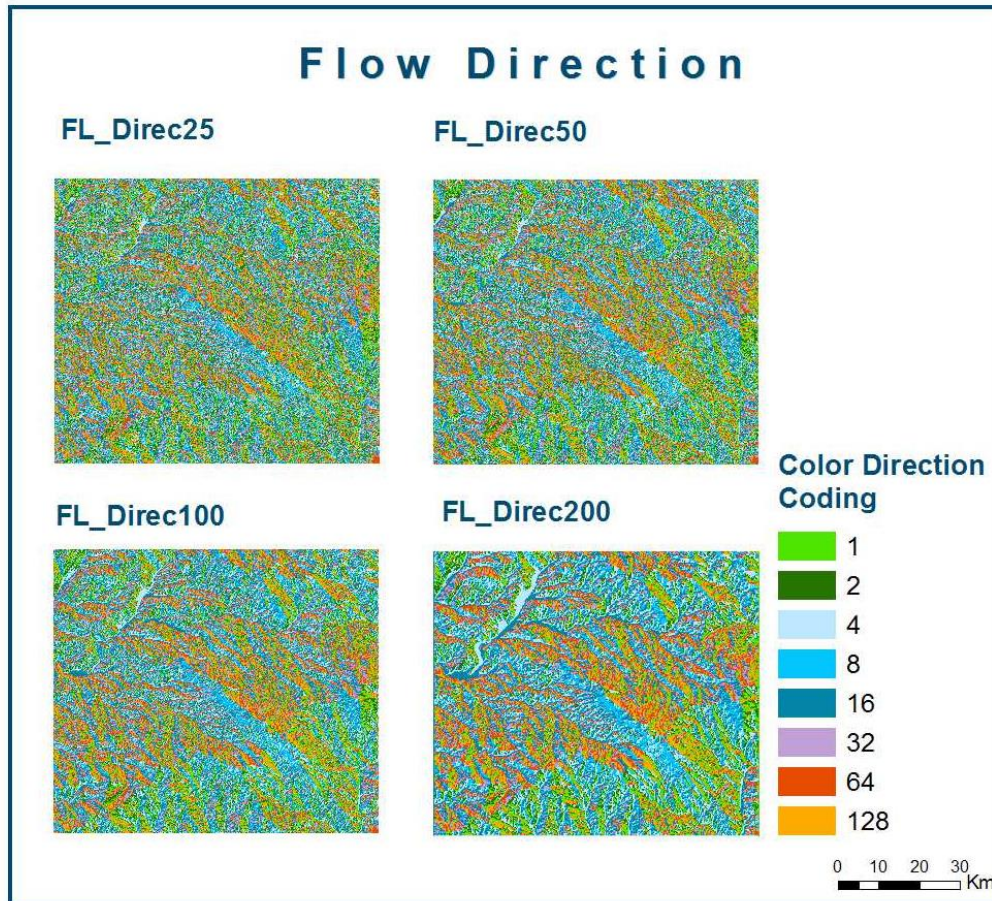 Flow Direction
FL_Direc25
FL_Direc50
FL_Direc100
FL_Direc200
Color Direction
Coding
1
2
4
8
16
32
64
128
0 10 20 30
Km